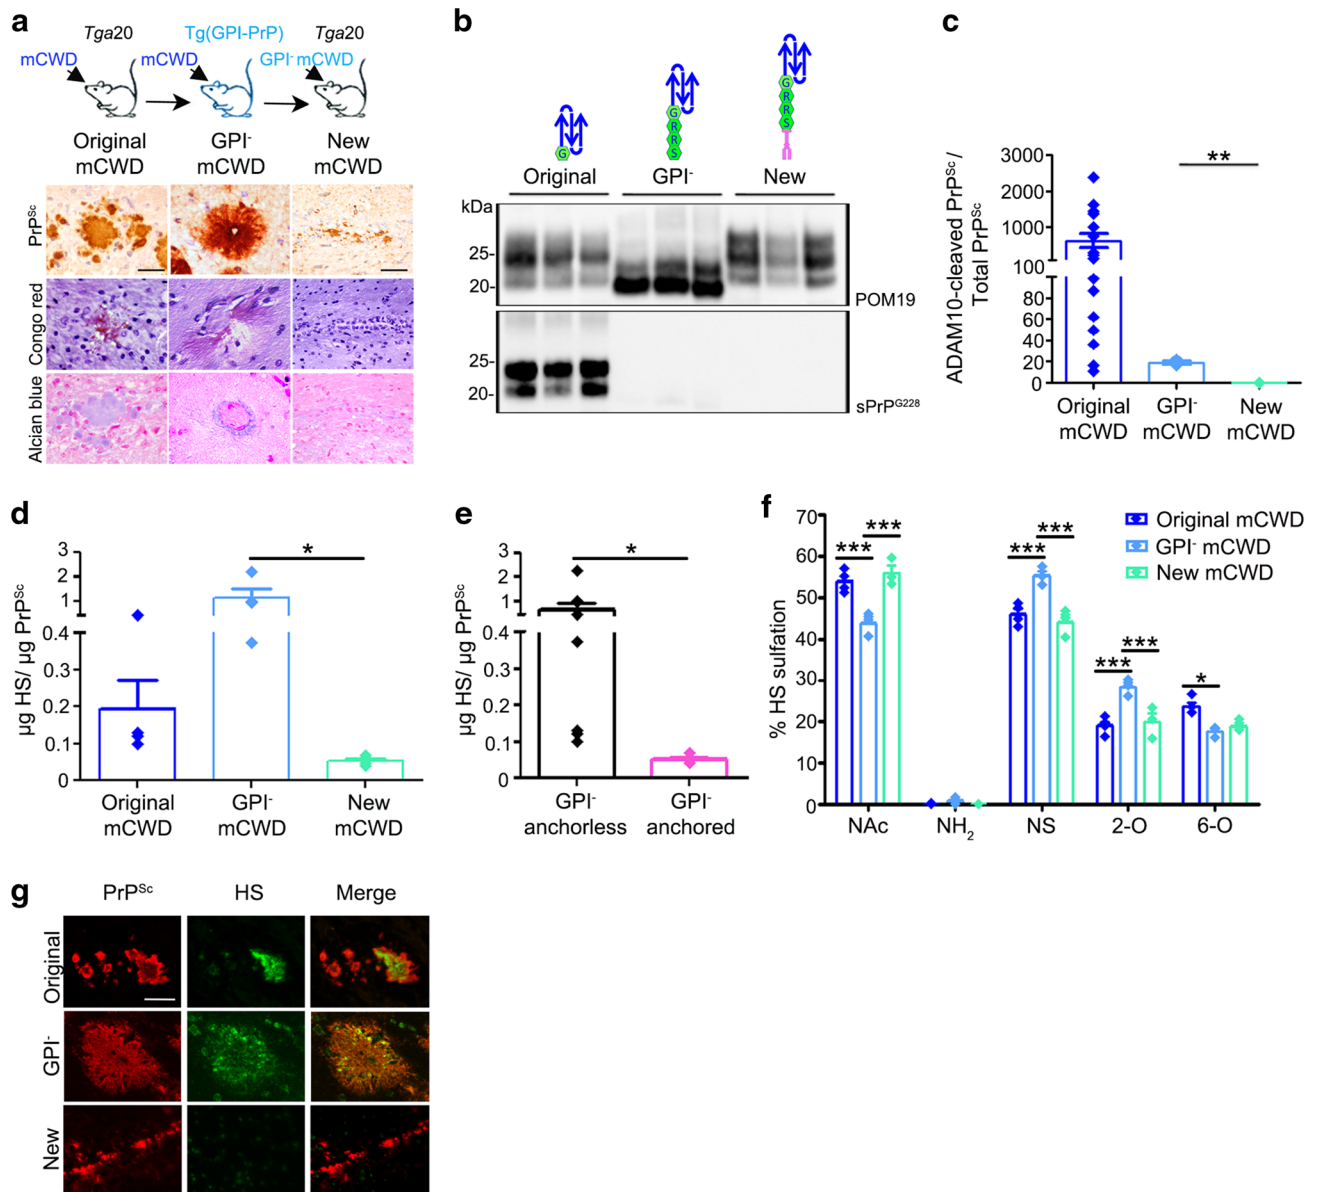 a
Tga20 Tg(GPI-PrP) Tga20
mCWD mCWD GPI- mCWD
Original mCWD
GPI- mCWD
New mCWD
PrPSc
Congo red
Alcian blue
b
G
G R R S
G R R S
Original GPI- New
kDa
25-
20-
POM19
25-
20-
sPrPG228
c
ADAM10-cleaved PrPSc /
Total PrPSc
3000
2000
1000
100
80
60
40
20
0
**
Original mCWD
GPI- mCWD
New mCWD
d
µg HS/ µg PrPSc
3
2
1
0.4
0.3
0.2
0.1
0
*
Original mCWD
GPI- mCWD
New mCWD
e
µg HS/ µg PrPSc
3
2
1
0.4
0.3
0.2
0.1
0
*
GPI- anchorless
GPI- anchored
f
% HS sulfation
70
60
50
40
30
20
10
0
*** ***
*** ***
*** ***
*
Original mCWD
GPI- mCWD
New mCWD
NAc NH2 NS 2-O 6-O
g
PrPSc HS Merge
Original
GPI-
New